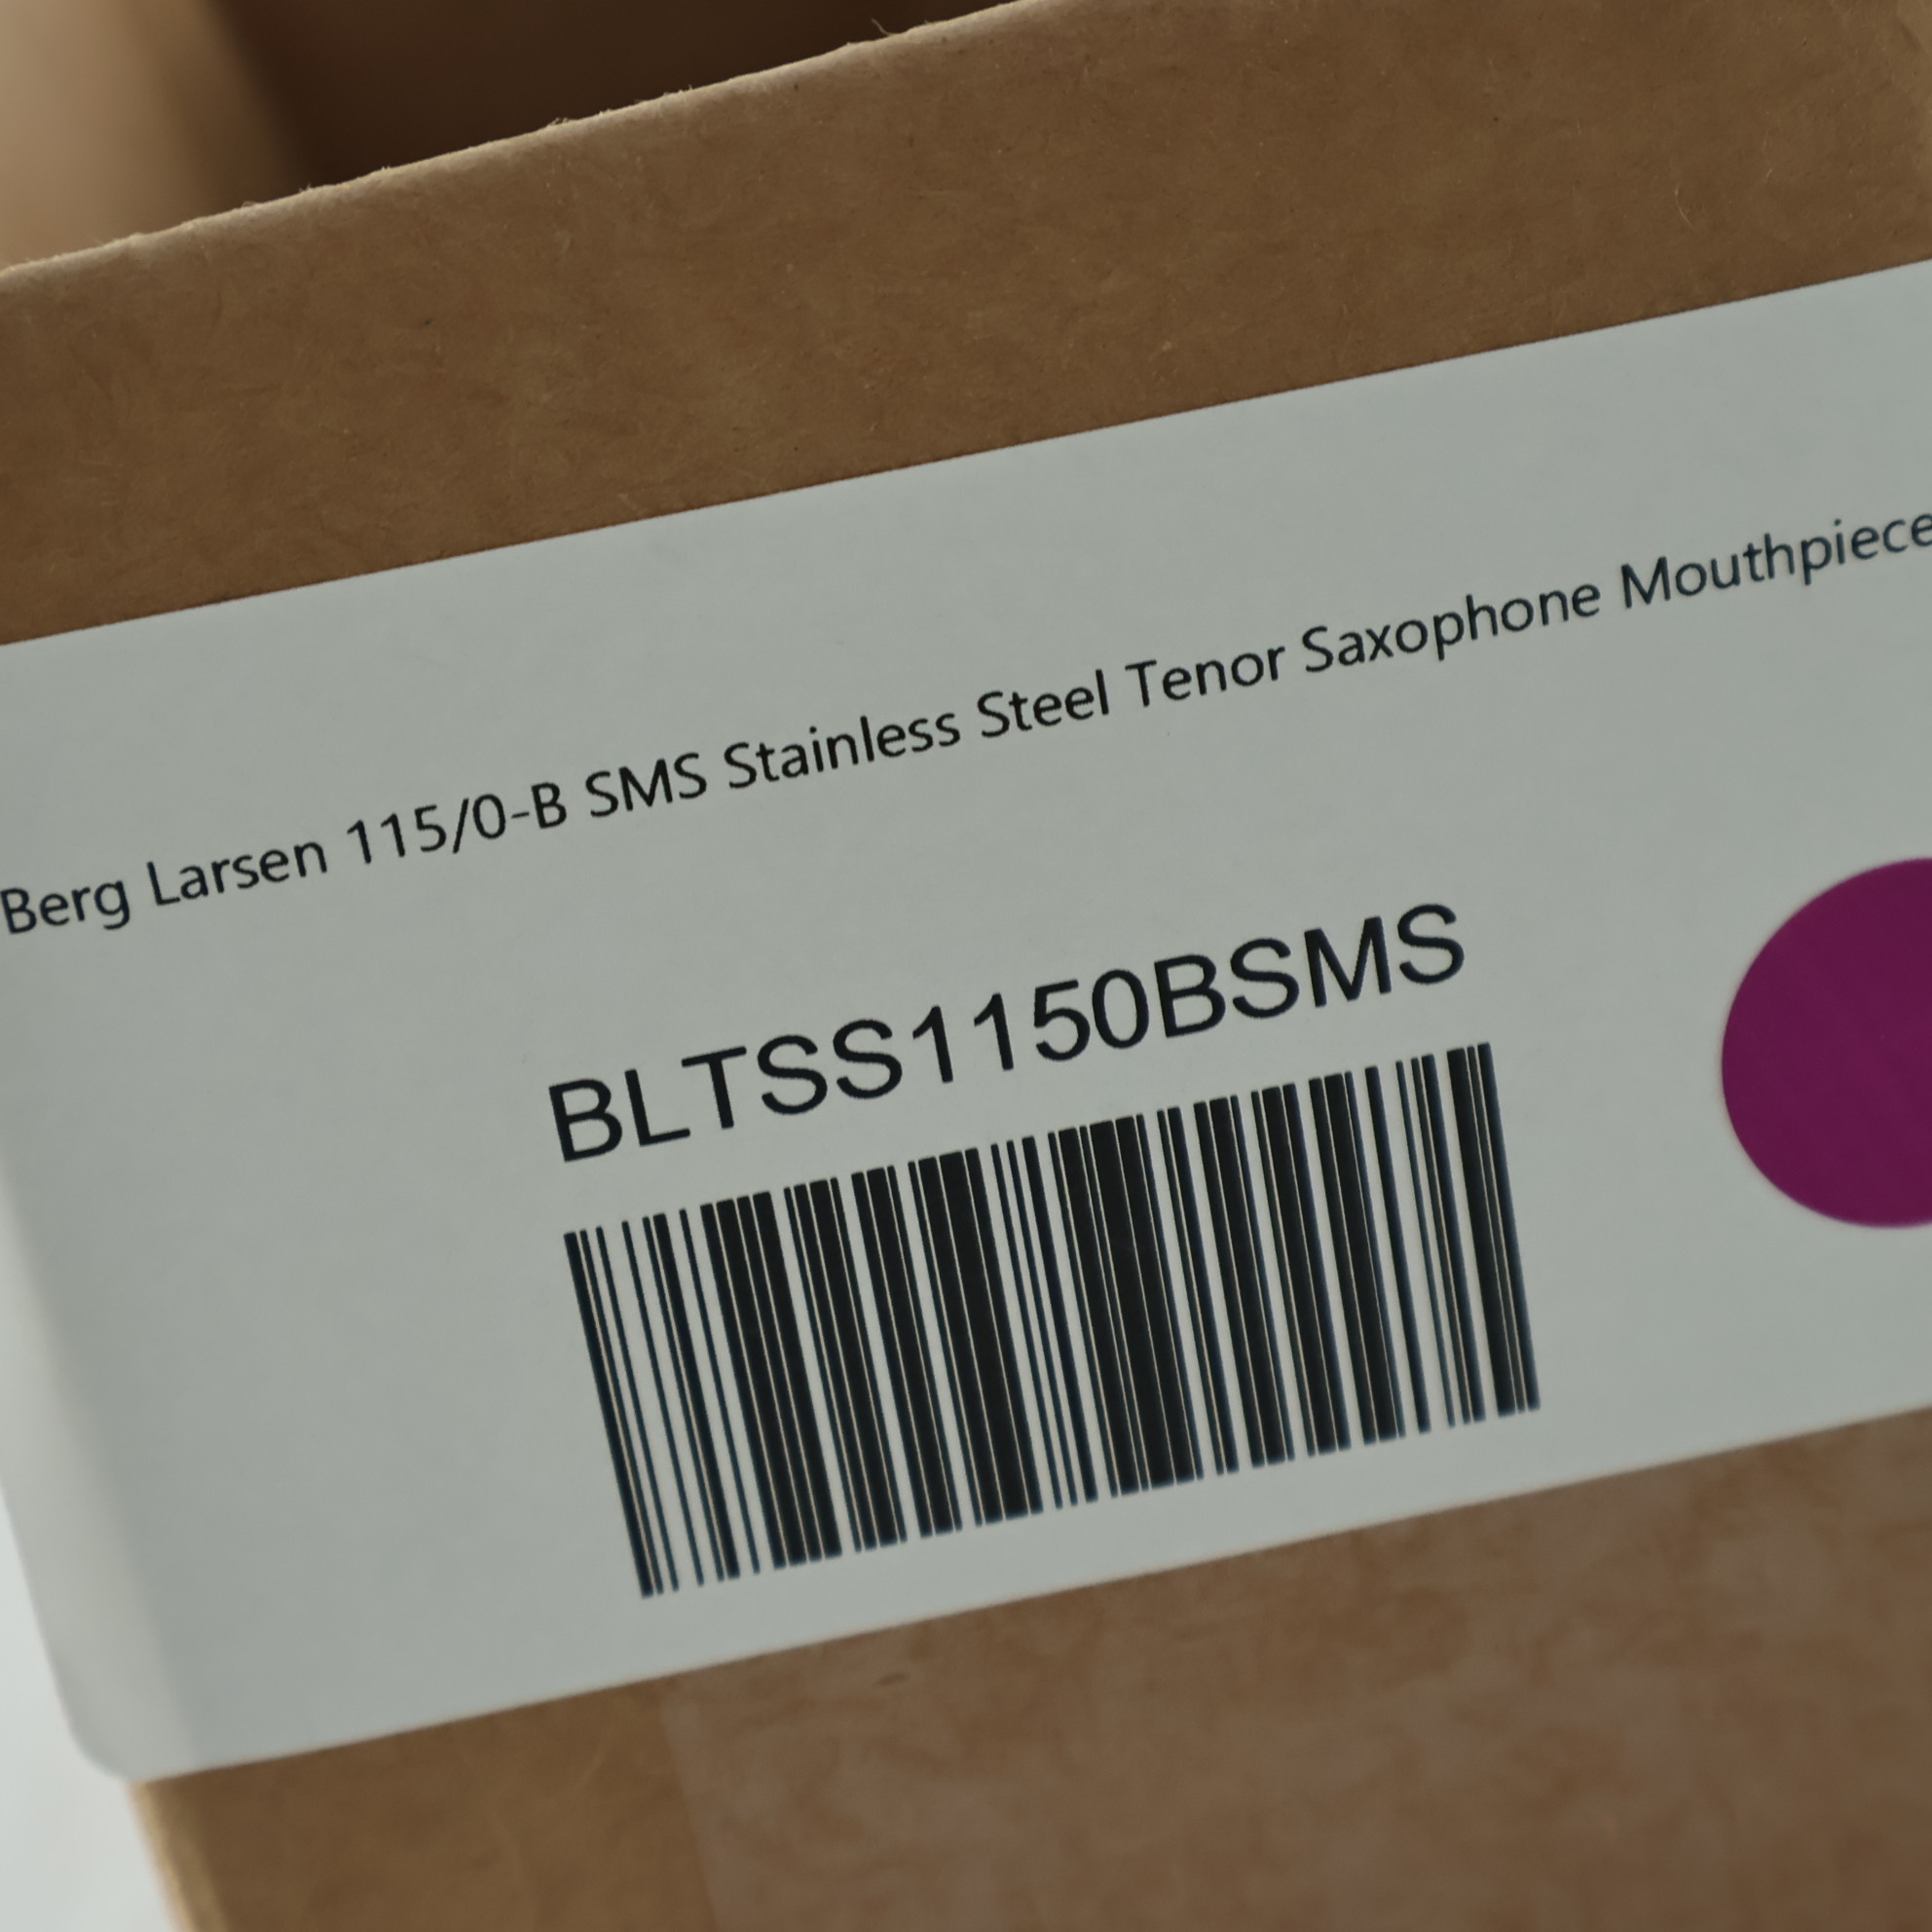 Berg Larsen 115/0-B SMS Stainless Steel Tenor Saxophone Mouthpiece
BLTSS1150BSMS